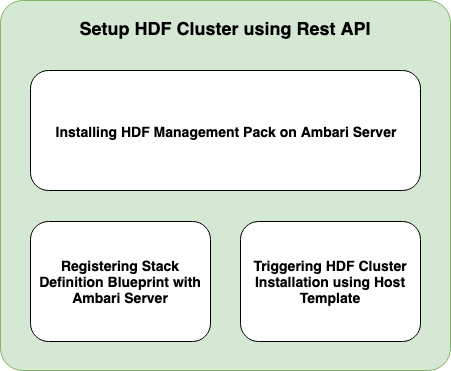 Setup HDF Cluster using Rest API
Installing HDF Management Pack on Ambari Server
Registering Stack
Definition Blueprint with
Ambari Server
Triggering HDF Cluster
Installation using Host
Template